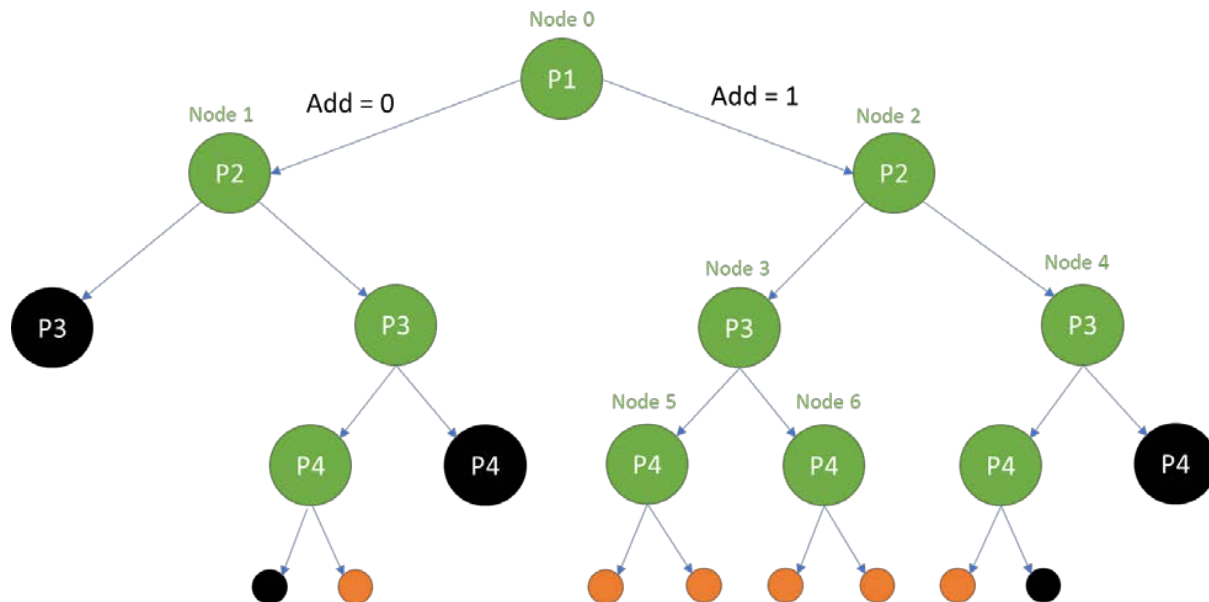 Node 0
P1
Add = 0
Add = 1
Node 1
Node 2
P2
P2
Node 3
Node 4
P3
P3
P3
P3
Node 5
Node 6
P4
P4
P4
P4
P4
P4